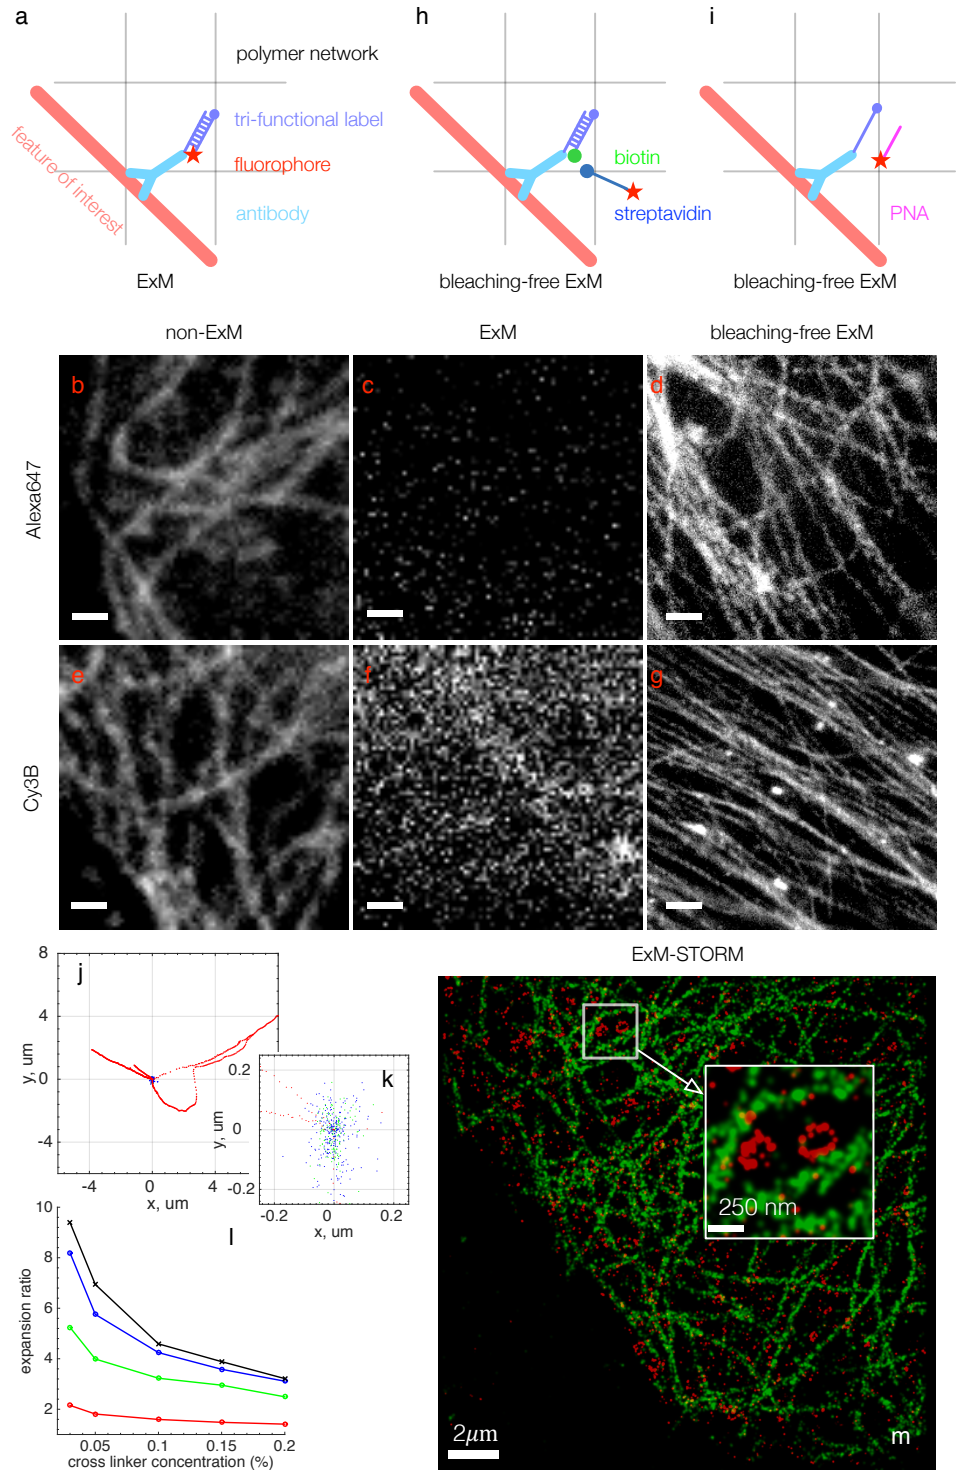 a
h
i
polymer network
tri-functional label
fluorophore
antibody
feature of interest
ExM
biotin
streptavidin
bleaching-free ExM
PNA
bleaching-free ExM
non-ExM
ExM
bleaching-free ExM
Alexa647
b
c
d
Cy3B
e
f
g
j
8
4
0
-4
y, um
-4
0
4
x, um
k
0.2
0
-0.2
y, um
-0.2
0
0.2
x, um
l
10
8
6
4
2
expansion ratio
0.05
0.1
0.15
0.2
cross linker concentration (%)
ExM-STORM
250 nm
2μm
m